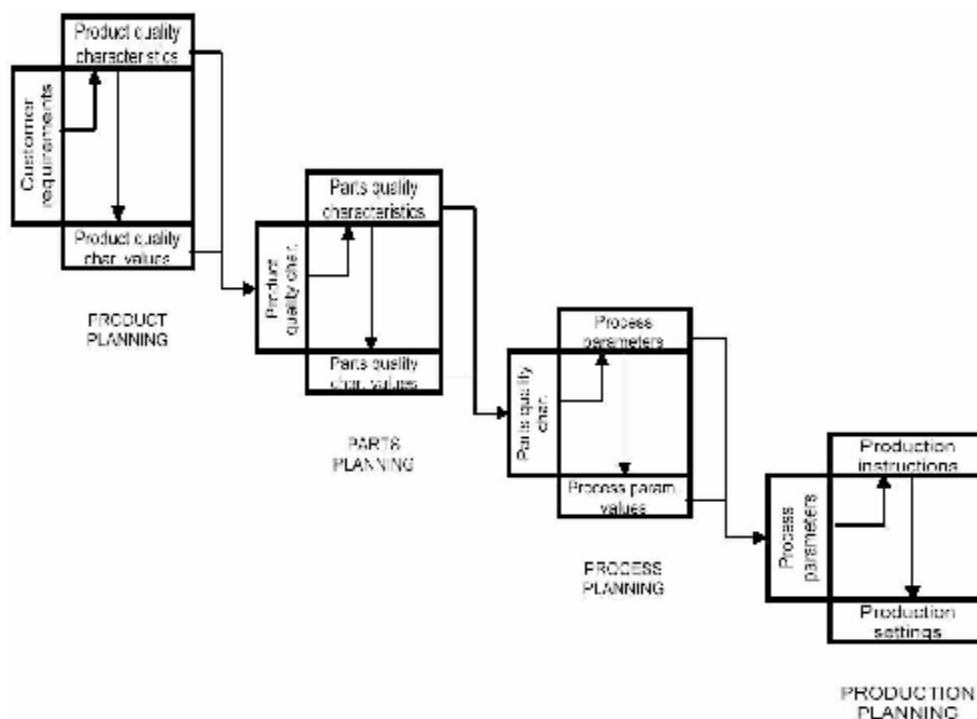 Product quality
characteristics
Customer
requirements
Product quality
char. values
PRODUCT
PLANNING
Parts quality
characteristics
Product
quality char.
Parts quality
char. values
PARTS
PLANNING
Process
parameters
Parts quality
char.
Process param.
values
PROCESS
PLANNING
Production
instructions
Process
parameters
Production
settings
PRODUCTION
PLANNING